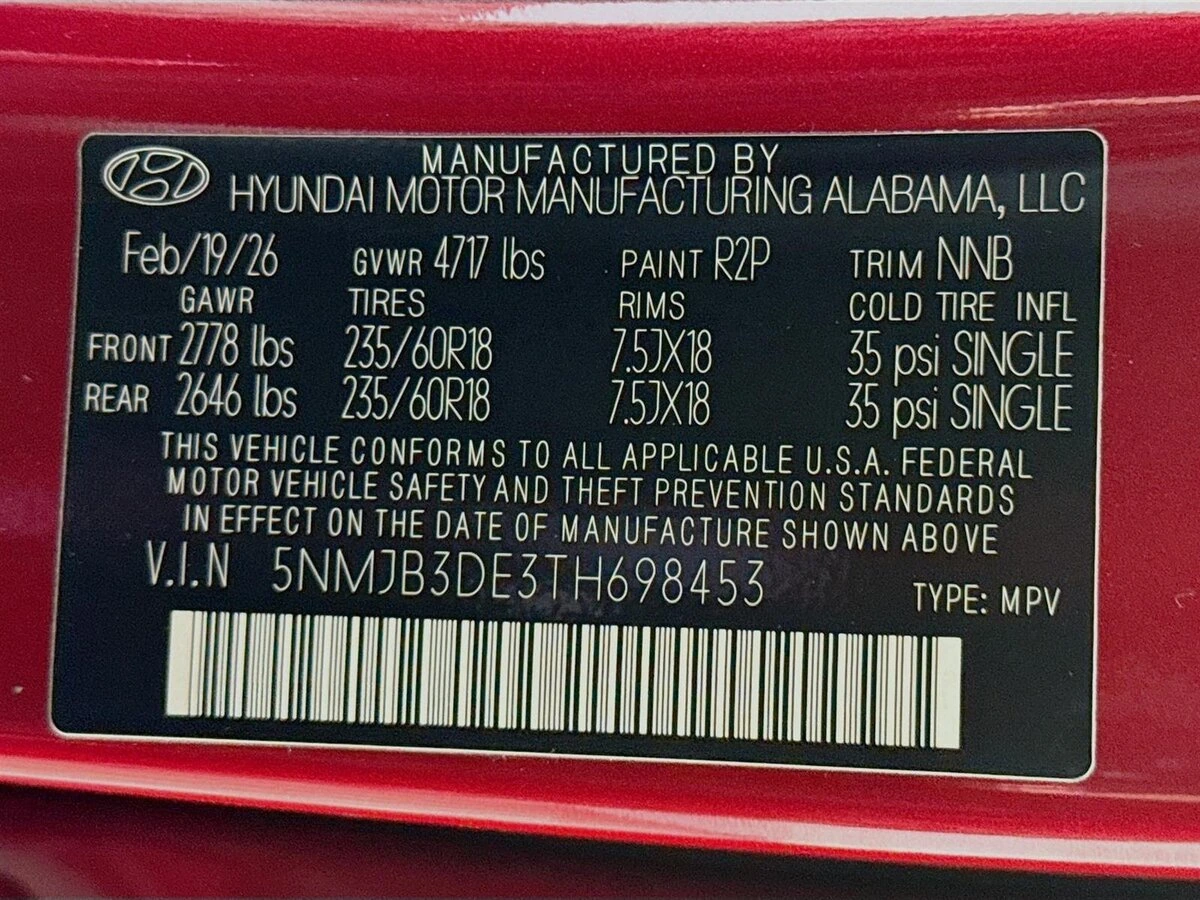 MANUFACTURED BY
HYUNDAI MOTOR MANUFACTURING ALABAMA, LLC
Feb/19/26 GVWR 4717 lbs PAINT R2P TRIM NNB
GAWR TIRES RIMS COLD TIRE INFL
FRONT 2778 lbs 235/60R18 7.5JX18 35 psi SINGLE
REAR 2646 lbs 235/60R18 7.5JX18 35 psi SINGLE
THIS VEHICLE CONFORMS TO ALL APPLICABLE U.S.A. FEDERAL
MOTOR VEHICLE SAFETY AND THEFT PREVENTION STANDARDS
IN EFFECT ON THE DATE OF MANUFACTURE SHOWN ABOVE
V.I.N 5NMJB3DE3TH698453 TYPE: MPV